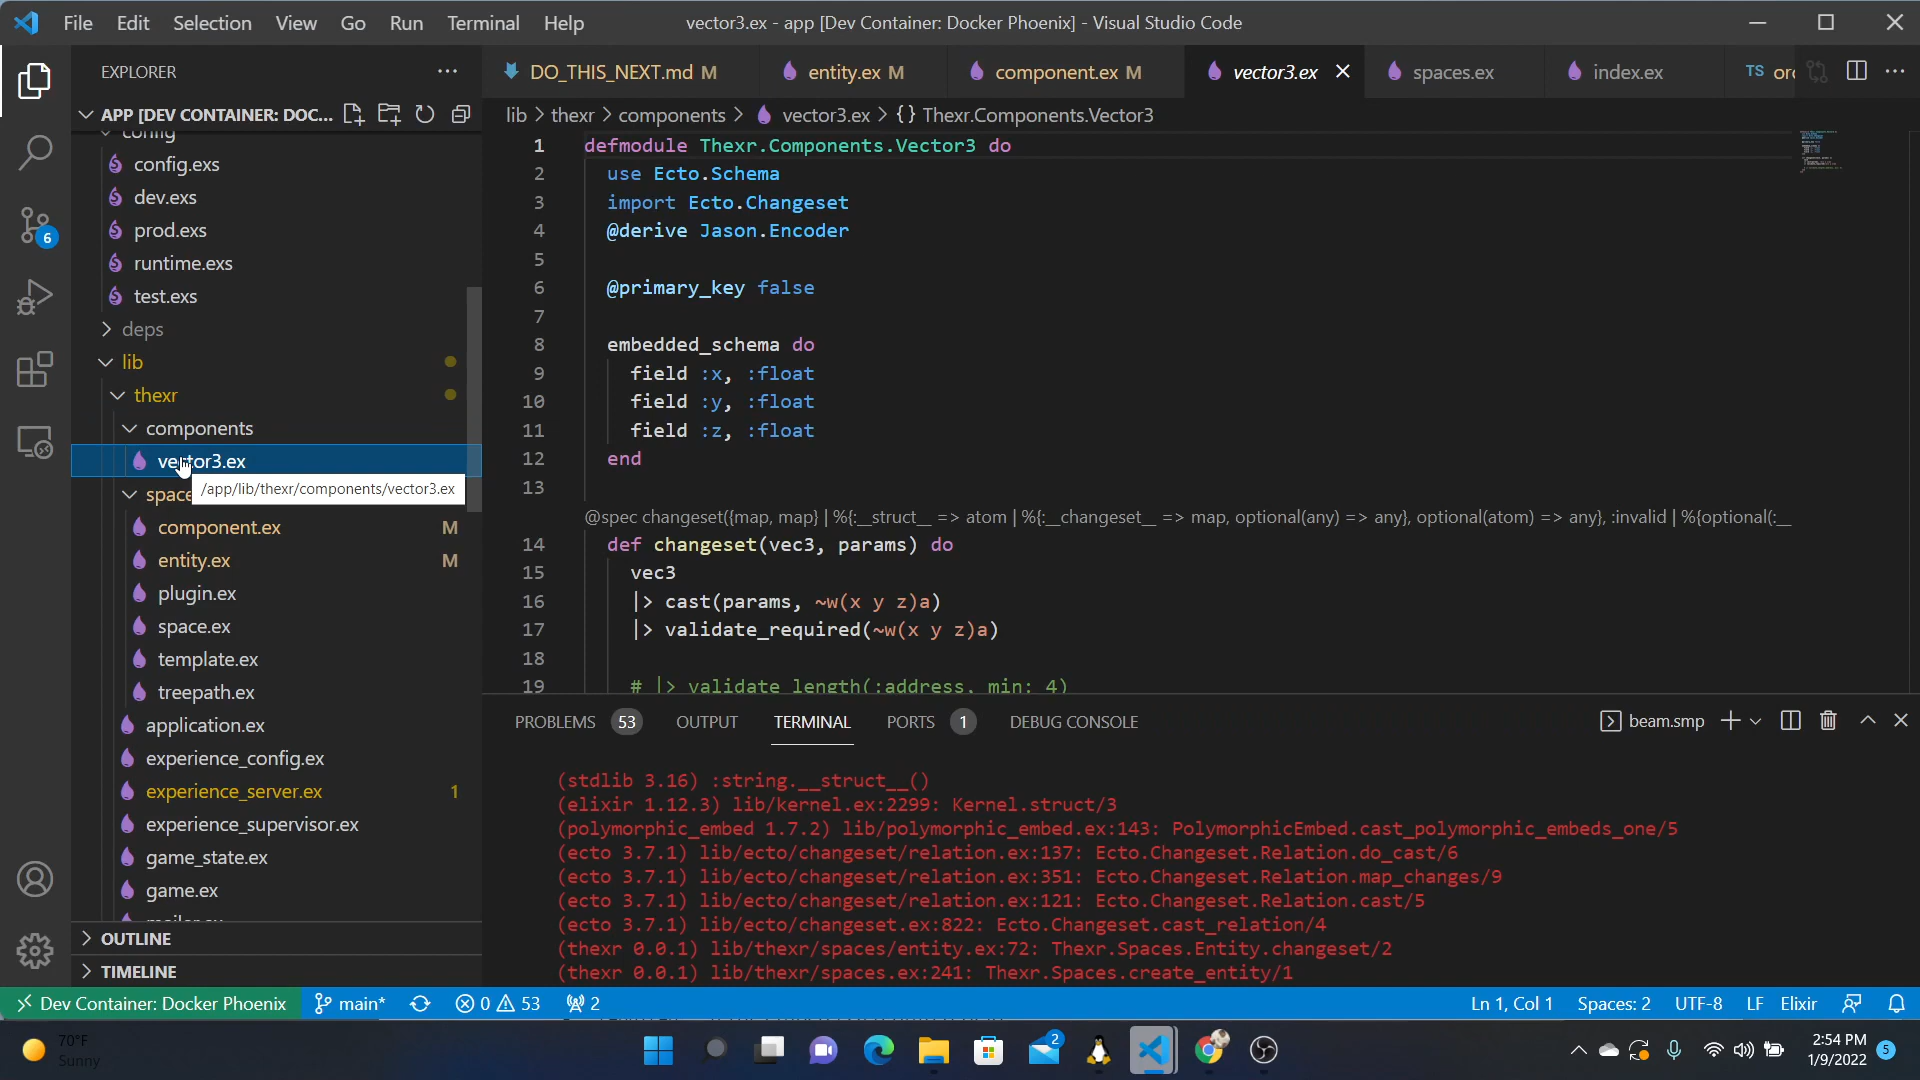 File Edit Selection View Go Run Terminal Help vector3.ex - app [Dev Container: Docker Phoenix] - Visual Studio Code
EXPLORER
DO_THIS_NEXT.md M entity.ex M component.ex M vector3.ex spaces.ex index.ex TS orc
APP [DEV CONTAINER: DOC...
lib > thexr > components > vector3.ex > {} Thexr.Components.Vector3
config
config.exs
dev.exs
prod.exs
runtime.exs
test.exs
deps
lib
thexr
components
vector3.ex
/app/lib/thexr/components/vector3.ex
space
component.ex M
entity.ex M
plugin.ex
space.ex
template.ex
treepath.ex
application.ex
experience_config.ex
experience_server.ex 1
experience_supervisor.ex
game_state.ex
game.ex
OUTLINE
TIMELINE
6
1 defmodule Thexr.Components.Vector3 do
2 use Ecto.Schema
3 import Ecto.Changeset
4 @derive Jason.Encoder
5
6 @primary_key false
7
8 embedded_schema do
9 field :x, :float
10 field :y, :float
11 field :z, :float
12 end
13
@spec changeset({map, map} | %{:__struct__ => atom | %{:__changeset__ => map, optional(any) => any}, optional(atom) => any}, :invalid | %{optional(:__
14 def changeset(vec3, params) do
15 vec3
16 |> cast(params, ~w(x y z)a)
17 |> validate_required(~w(x y z)a)
18
19 # |> validate_length(:address, min: 4)
PROBLEMS 53 OUTPUT TERMINAL PORTS 1 DEBUG CONSOLE beam.smp
(stdlib 3.16) :string.__struct__()
(elixir 1.12.3) lib/kernel.ex:2299: Kernel.struct/3
(polymorphic_embed 1.7.2) lib/polymorphic_embed.ex:143: PolymorphicEmbed.cast_polymorphic_embeds_one/5
(ecto 3.7.1) lib/ecto/changeset/relation.ex:137: Ecto.Changeset.Relation.do_cast/6
(ecto 3.7.1) lib/ecto/changeset/relation.ex:351: Ecto.Changeset.Relation.map_changes/9
(ecto 3.7.1) lib/ecto/changeset/relation.ex:121: Ecto.Changeset.Relation.cast/5
(ecto 3.7.1) lib/ecto/changeset.ex:822: Ecto.Changeset.cast_relation/4
(thexr 0.0.1) lib/thexr/spaces/entity.ex:72: Thexr.Spaces.Entity.changeset/2
(thexr 0.0.1) lib/thexr/spaces.ex:241: Thexr.Spaces.create_entity/1
Dev Container: Docker Phoenix main* 0 53 2 Ln 1, Col 1 Spaces: 2 UTF-8 LF Elixir
70°F
Sunny
2
2:54 PM
1/9/2022
5